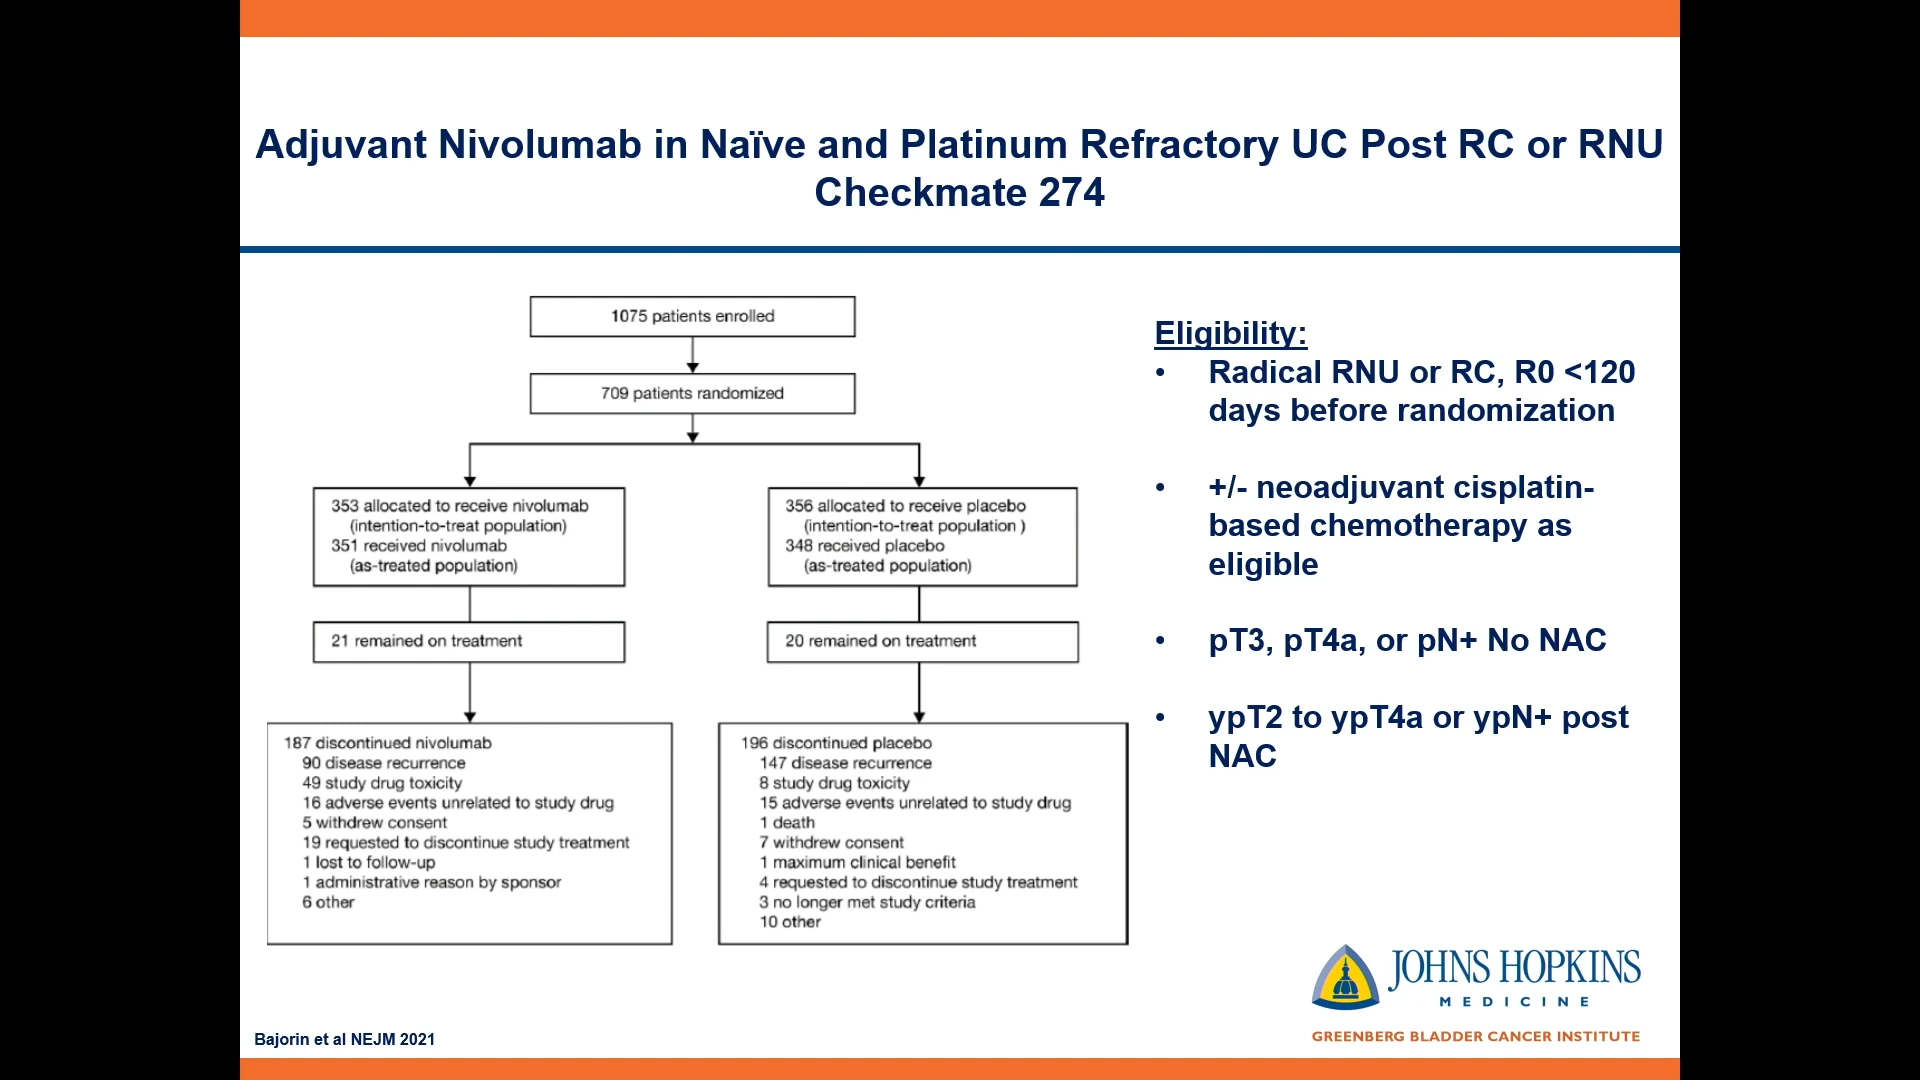 Adjuvant Nivolumab in Naïve and Platinum Refractory UC Post RC or RNU
Checkmate 274
1075 patients enrolled
709 patients randomized
353 allocated to receive nivolumab
(intention-to-treat population)
351 received nivolumab
(as-treated population)
356 allocated to receive placebo
(intention-to-treat population )
348 received placebo
(as-treated population)
21 remained on treatment
20 remained on treatment
187 discontinued nivolumab
90 disease recurrence
49 study drug toxicity
16 adverse events unrelated to study drug
5 withdrew consent
19 requested to discontinue study treatment
1 lost to follow-up
1 administrative reason by sponsor
6 other
196 discontinued placebo
147 disease recurrence
8 study drug toxicity
15 adverse events unrelated to study drug
1 death
7 withdrew consent
1 maximum clinical benefit
4 requested to discontinue study treatment
3 no longer met study criteria
10 other
Eligibility:
• Radical RNU or RC, R0 <120
days before randomization
• +/- neoadjuvant cisplatin-
based chemotherapy as
eligible
• pT3, pT4a, or pN+ No NAC
• ypT2 to ypT4a or ypN+ post
NAC
JOHNS HOPKINS
MEDICINE
GREENBERG BLADDER CANCER INSTITUTE
Bajorin et al NEJM 2021